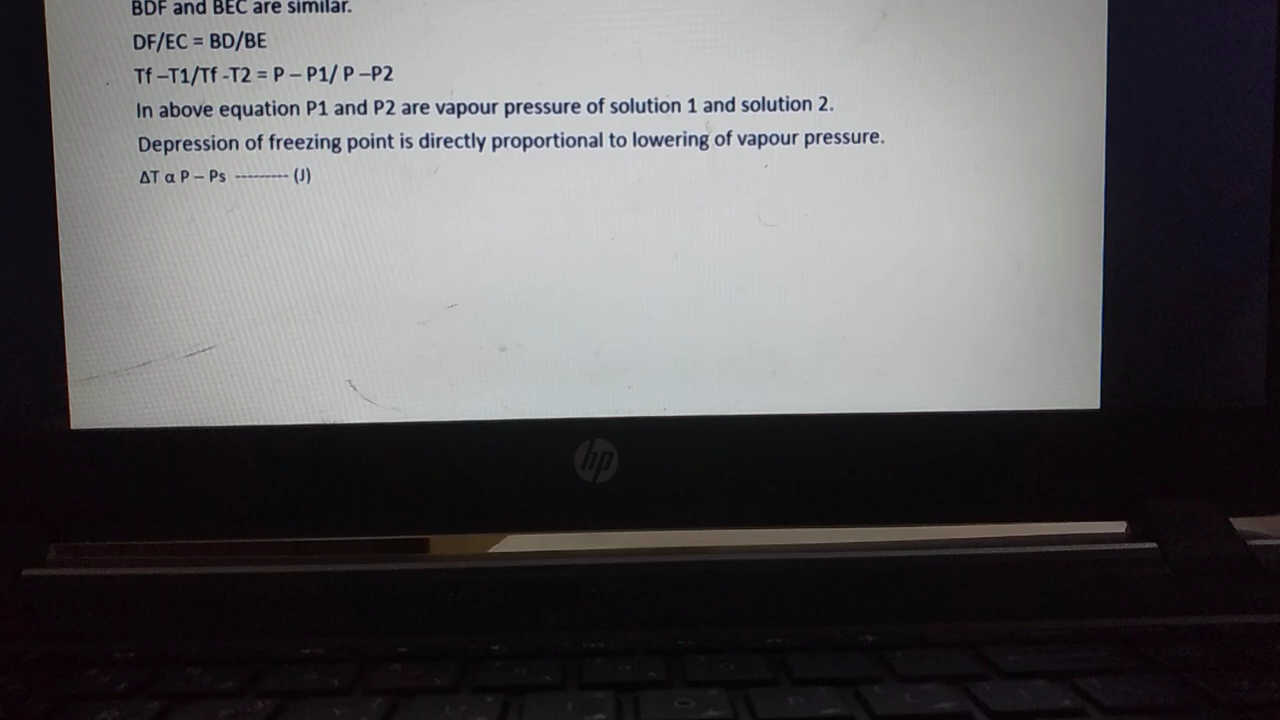 BDF and BEC are similar.
DF/EC = BD/BE
Tf –T1/Tf -T2 = P – P1/ P –P2
In above equation P1 and P2 are vapour pressure of solution 1 and solution 2.
Depression of freezing point is directly proportional to lowering of vapour pressure.
ΔT α P – Ps --------- (J)
hp